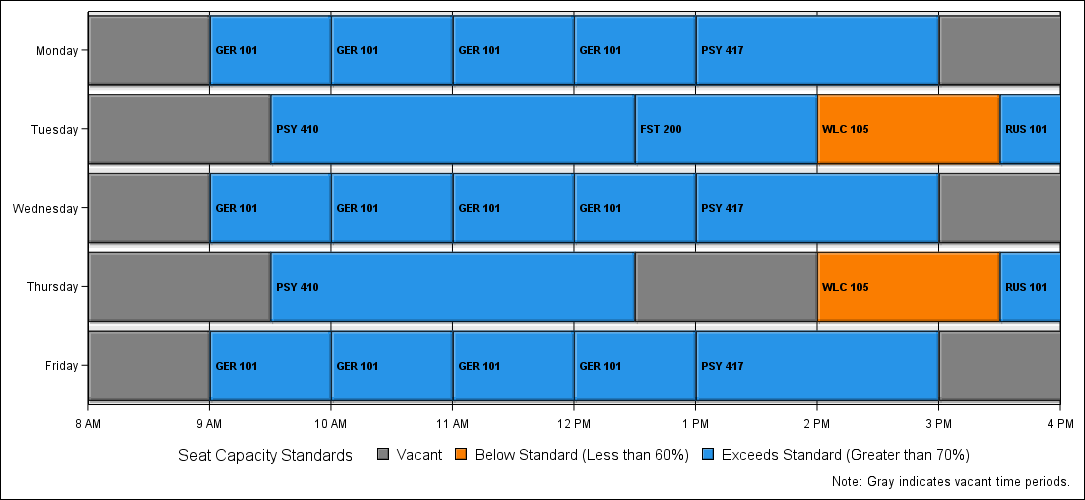 Monday GER 101 GER 101 GER 101 GER 101 PSY 417
Tuesday PSY 410 FST 200 WLC 105 RUS 101
Wednesday GER 101 GER 101 GER 101 GER 101 PSY 417
Thursday PSY 410 WLC 105 RUS 101
Friday GER 101 GER 101 GER 101 GER 101 PSY 417
8 AM 9 AM 10 AM 11 AM 12 PM 1 PM 2 PM 3 PM 4 PM
Seat Capacity Standards Vacant Below Standard (Less than 60%) Exceeds Standard (Greater than 70%)
Note: Gray indicates vacant time periods.